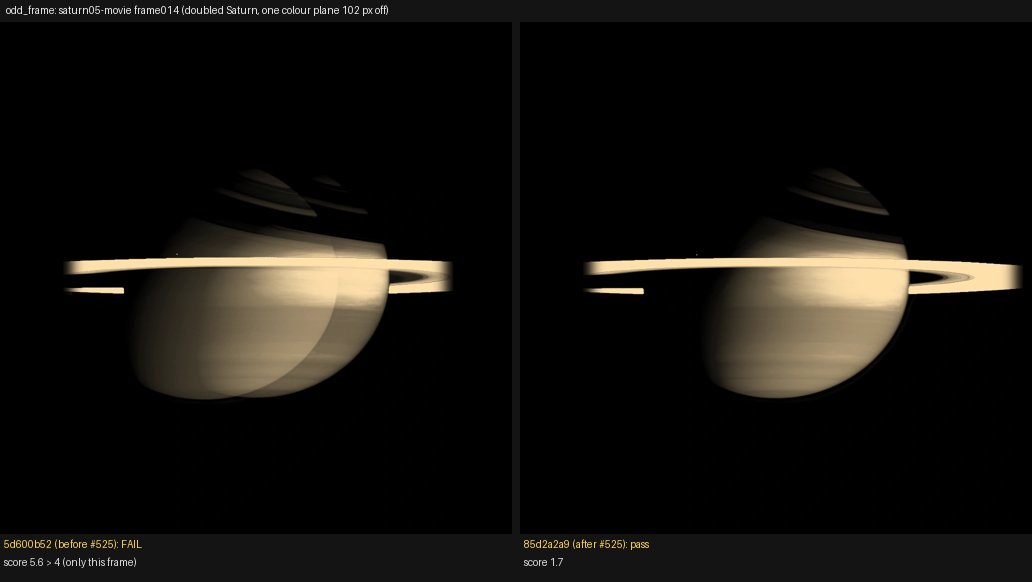 odd_frame: saturn05-movie frame014 (doubled Saturn, one colour plane 102 px off)
5d600b52 (before #525): FAIL
85d2a2a9 (after #525): pass
score 5.6 > 4 (only this frame)
score 1.7